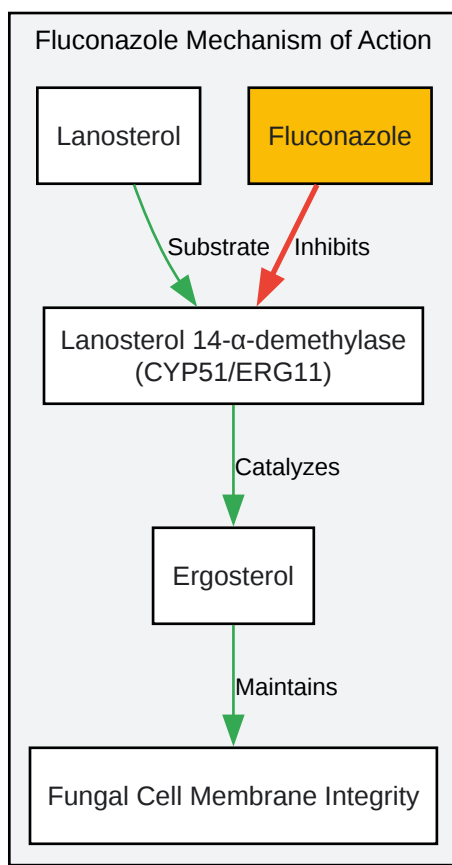 Fluconazole Mechanism of Action
Lanosterol
Fluconazole
Substrate
Inhibits
Lanosterol 14-α-demethylase
(CYP51/ERG11)
Catalyzes
Ergosterol
Maintains
Fungal Cell Membrane Integrity